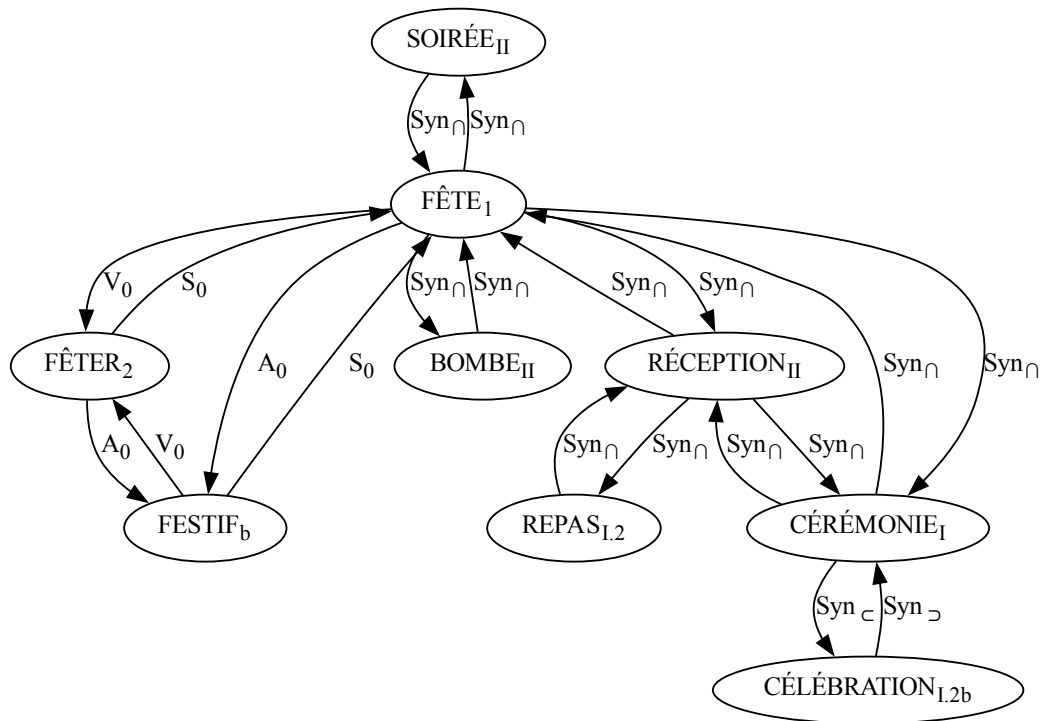 SOIRÉE_II
Syn_∩ Syn_∩
FÊTE_1
V_0 S_0 Syn_∩ Syn_∩ Syn_∩ Syn_∩
A_0 S_0 Syn_∩ Syn_∩
FÊTER_2 BOMBE_II RÉCEPTION_II
A_0 V_0 Syn_∩ Syn_∩ Syn_∩ Syn_∩
FESTIF_b REPAS_I.2 CÉRÉMONIE_I
Syn_⊂ Syn_⊃
CÉLÉBRATION_I.2b